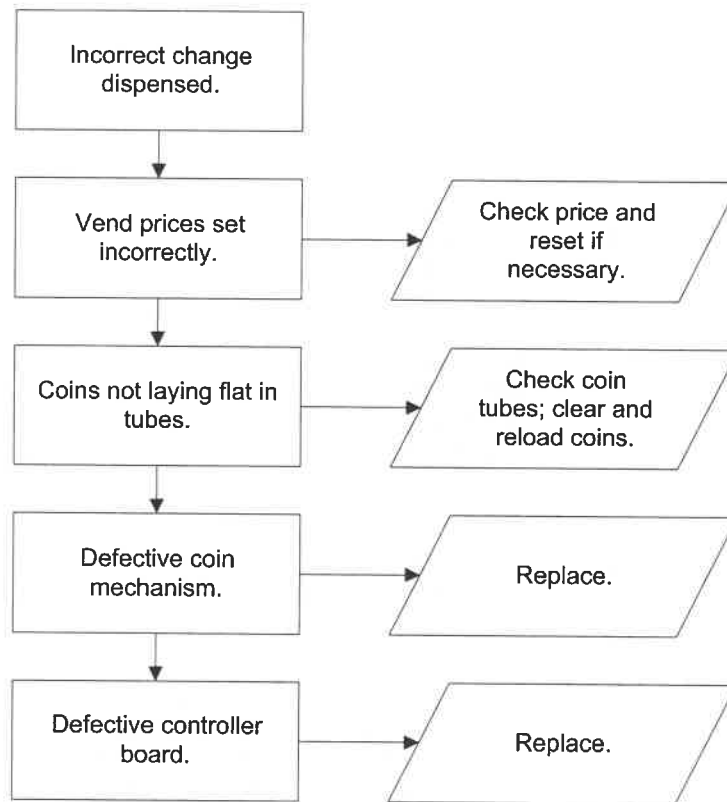 Incorrect change
dispensed.
Vend prices set
incorrectly.
Check price and
reset if
necessary.
Coins not laying flat in
tubes.
Check coin
tubes; clear and
reload coins.
Defective coin
mechanism.
Replace.
Defective controller
board.
Replace.